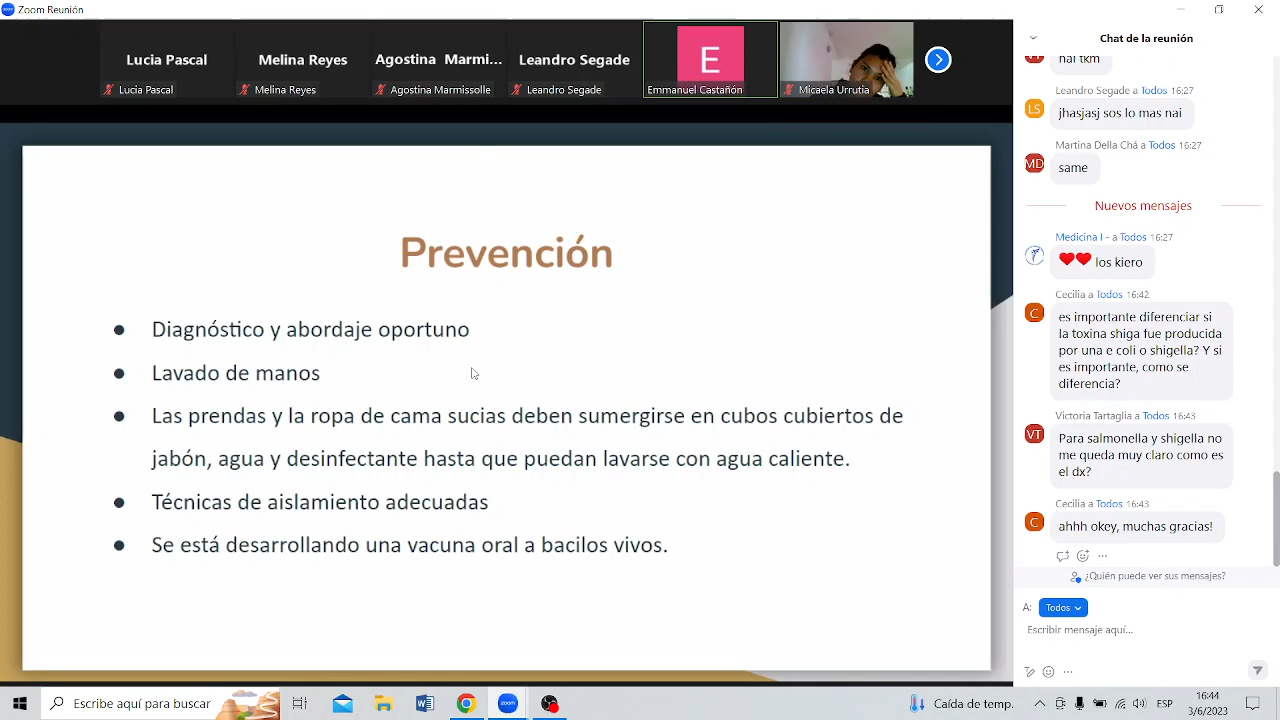 Zoom Reunión
Lucia Pascal
Melina Reyes
Agostina Marmi...
Leandro Segade
E
Lucia Pascal
Melina Reyes
Agostina Marmissolle
Leandro Segade
Emmanuel Castañón
Micaela Urrutia
Prevención
● Diagnóstico y abordaje oportuno
● Lavado de manos
● Las prendas y la ropa de cama sucias deben sumergirse en cubos cubiertos de
jabón, agua y desinfectante hasta que puedan lavarse con agua caliente.
● Técnicas de aislamiento adecuadas
● Se está desarrollando una vacuna oral a bacilos vivos.
Chat de la reunión
Leandro Segade a Todos 16:27
LS
jhasjasj sos lo mas nai
Martina Della Chá a Todos 16:27
MD
same
Nuevos mensajes
Medicina I - a Todos 16:27
❤❤ los kiero
Cecilia a Todos 16:42
C
es importante diferenciar si
la toxina shiga fue producida
por una e coli o shigella? Y si
es importante, como se
diferencia?
Victoria Tartaglia a Todos 16:43
VT
Para salmonella y shigella no
me queda muy claro como es
el dx?
Cecilia a Todos 16:43
C
ahhh okey, muchas gracias!
¿Quién puede ver sus mensajes?
A: Todos
Escribir mensaje aquí...
Escribe aquí para buscar
zoom
Caída de temp.
ESP
16:44